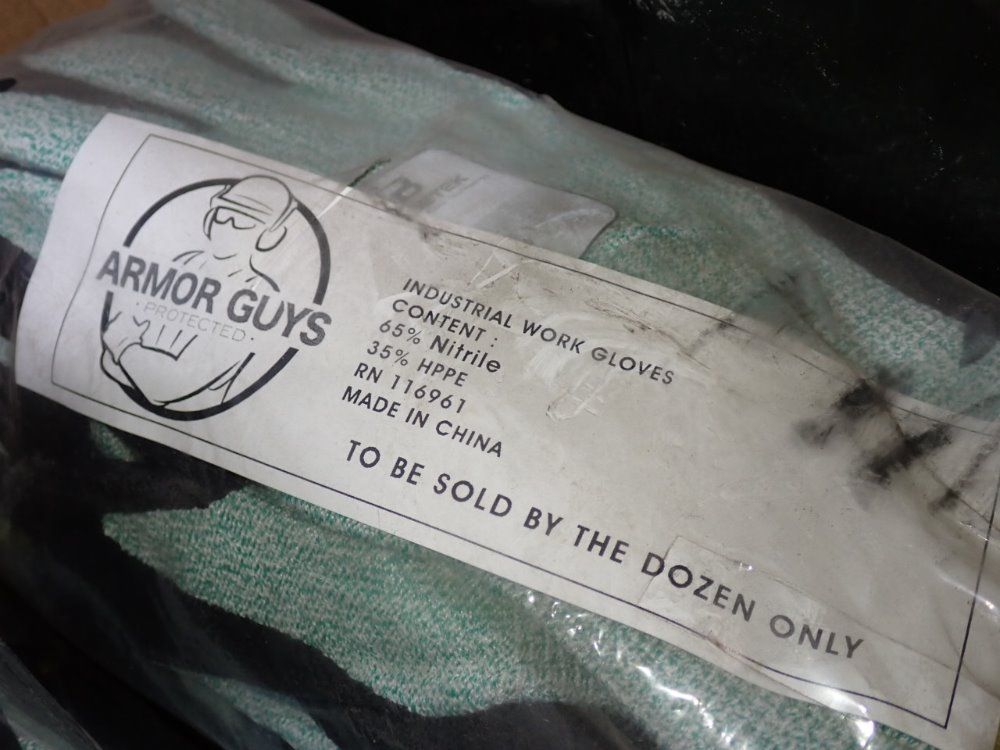 ARMOR GUYS
· PROTECTED ·
INDUSTRIAL WORK GLOVES
CONTENT :
65% Nitrile
35% HPPE
RN 116961
MADE IN CHINA
TO BE SOLD BY THE DOZEN ONLY